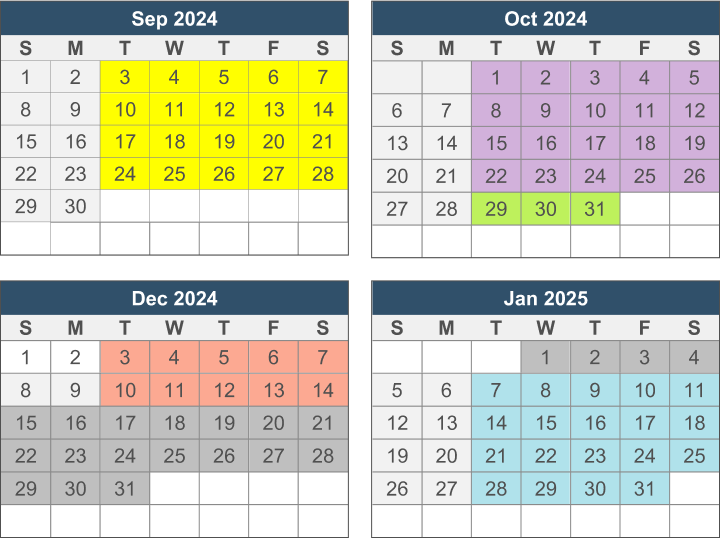 Sep 2024
S M T W T F S
1 2 3 4 5 6 7
8 9 10 11 12 13 14
15 16 17 18 19 20 21
22 23 24 25 26 27 28
29 30
Oct 2024
S M T W T F S
1 2 3 4 5
6 7 8 9 10 11 12
13 14 15 16 17 18 19
20 21 22 23 24 25 26
27 28 29 30 31
Dec 2024
S M T W T F S
1 2 3 4 5 6 7
8 9 10 11 12 13 14
15 16 17 18 19 20 21
22 23 24 25 26 27 28
29 30 31
Jan 2025
S M T W T F S
1 2 3 4
5 6 7 8 9 10 11
12 13 14 15 16 17 18
19 20 21 22 23 24 25
26 27 28 29 30 31